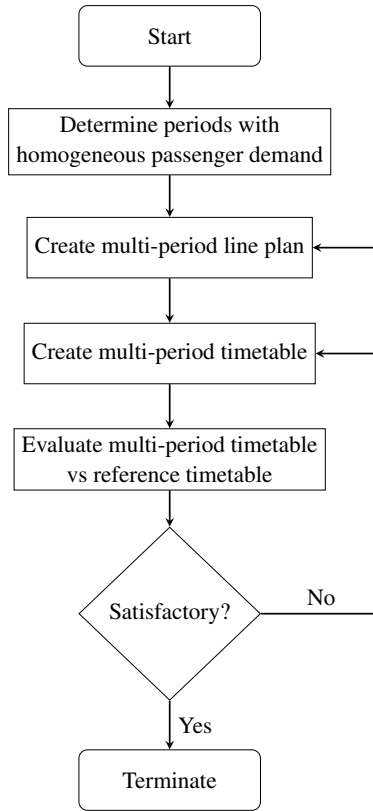 Start
Determine periods with
homogeneous passenger demand
Create multi-period line plan
Create multi-period timetable
Evaluate multi-period timetable
vs reference timetable
Satisfactory?
No
Yes
Terminate